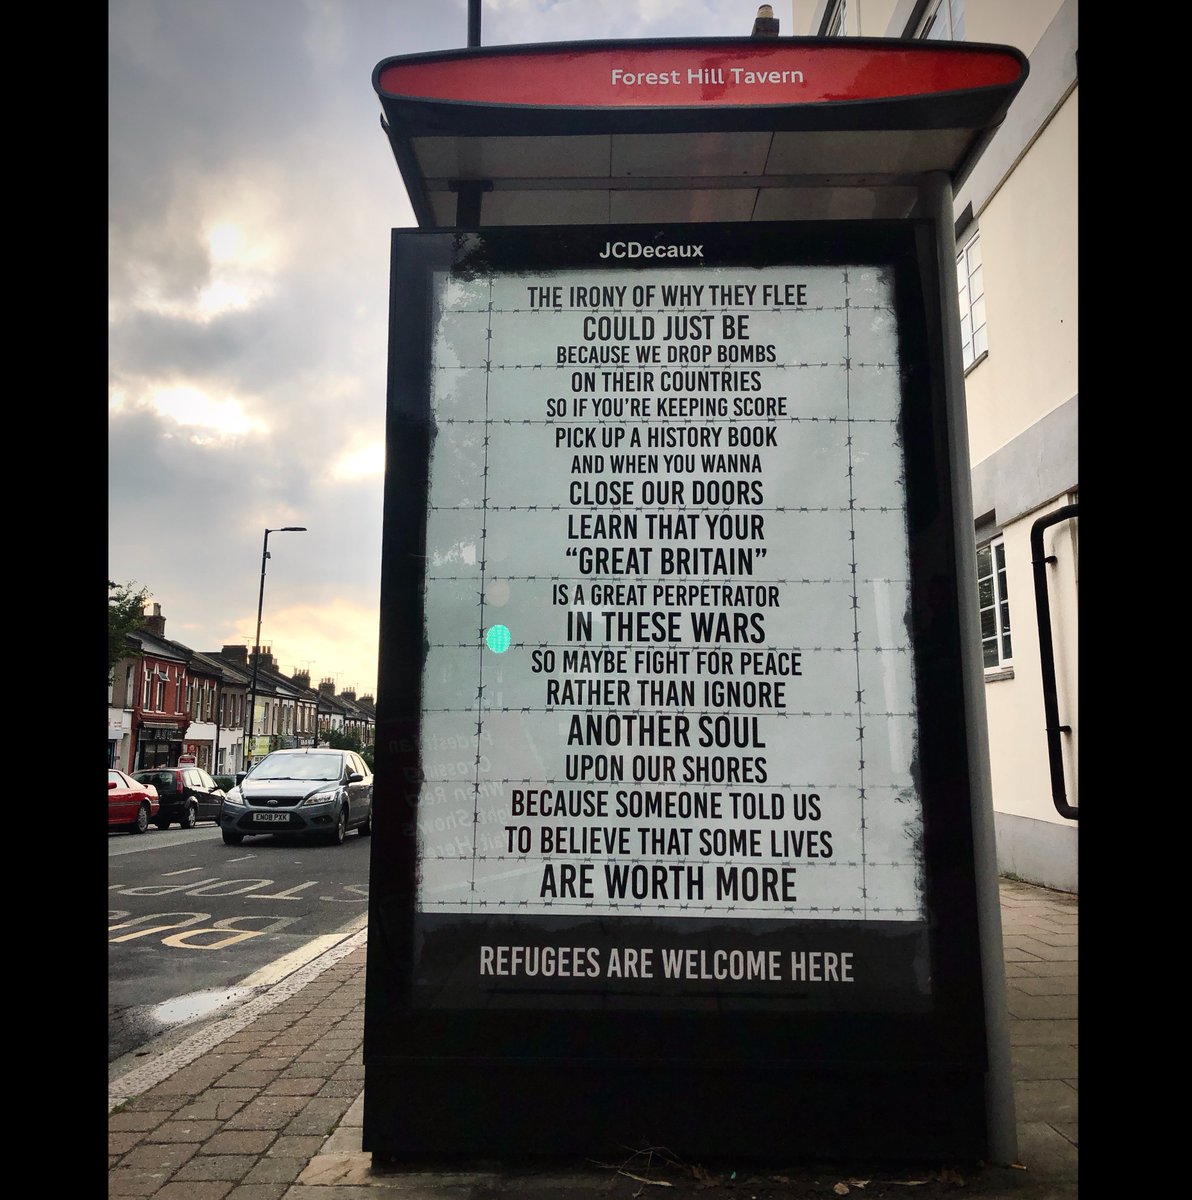 Forest Hill Tavern
JCDecaux
THE IRONY OF WHY THEY FLEE
COULD JUST BE
BECAUSE WE DROP BOMBS
ON THEIR COUNTRIES
SO IF YOU'RE KEEPING SCORE
PICK UP A HISTORY BOOK
AND WHEN YOU WANNA
CLOSE OUR DOORS
LEARN THAT YOUR
“GREAT BRITAIN”
IS A GREAT PERPETRATOR
IN THESE WARS
SO MAYBE FIGHT FOR PEACE
RATHER THAN IGNORE
ANOTHER SOUL
UPON OUR SHORES
BECAUSE SOMEONE TOLD US
TO BELIEVE THAT SOME LIVES
ARE WORTH MORE
REFUGEES ARE WELCOME HERE
EN08 PXK
BUS
STOP